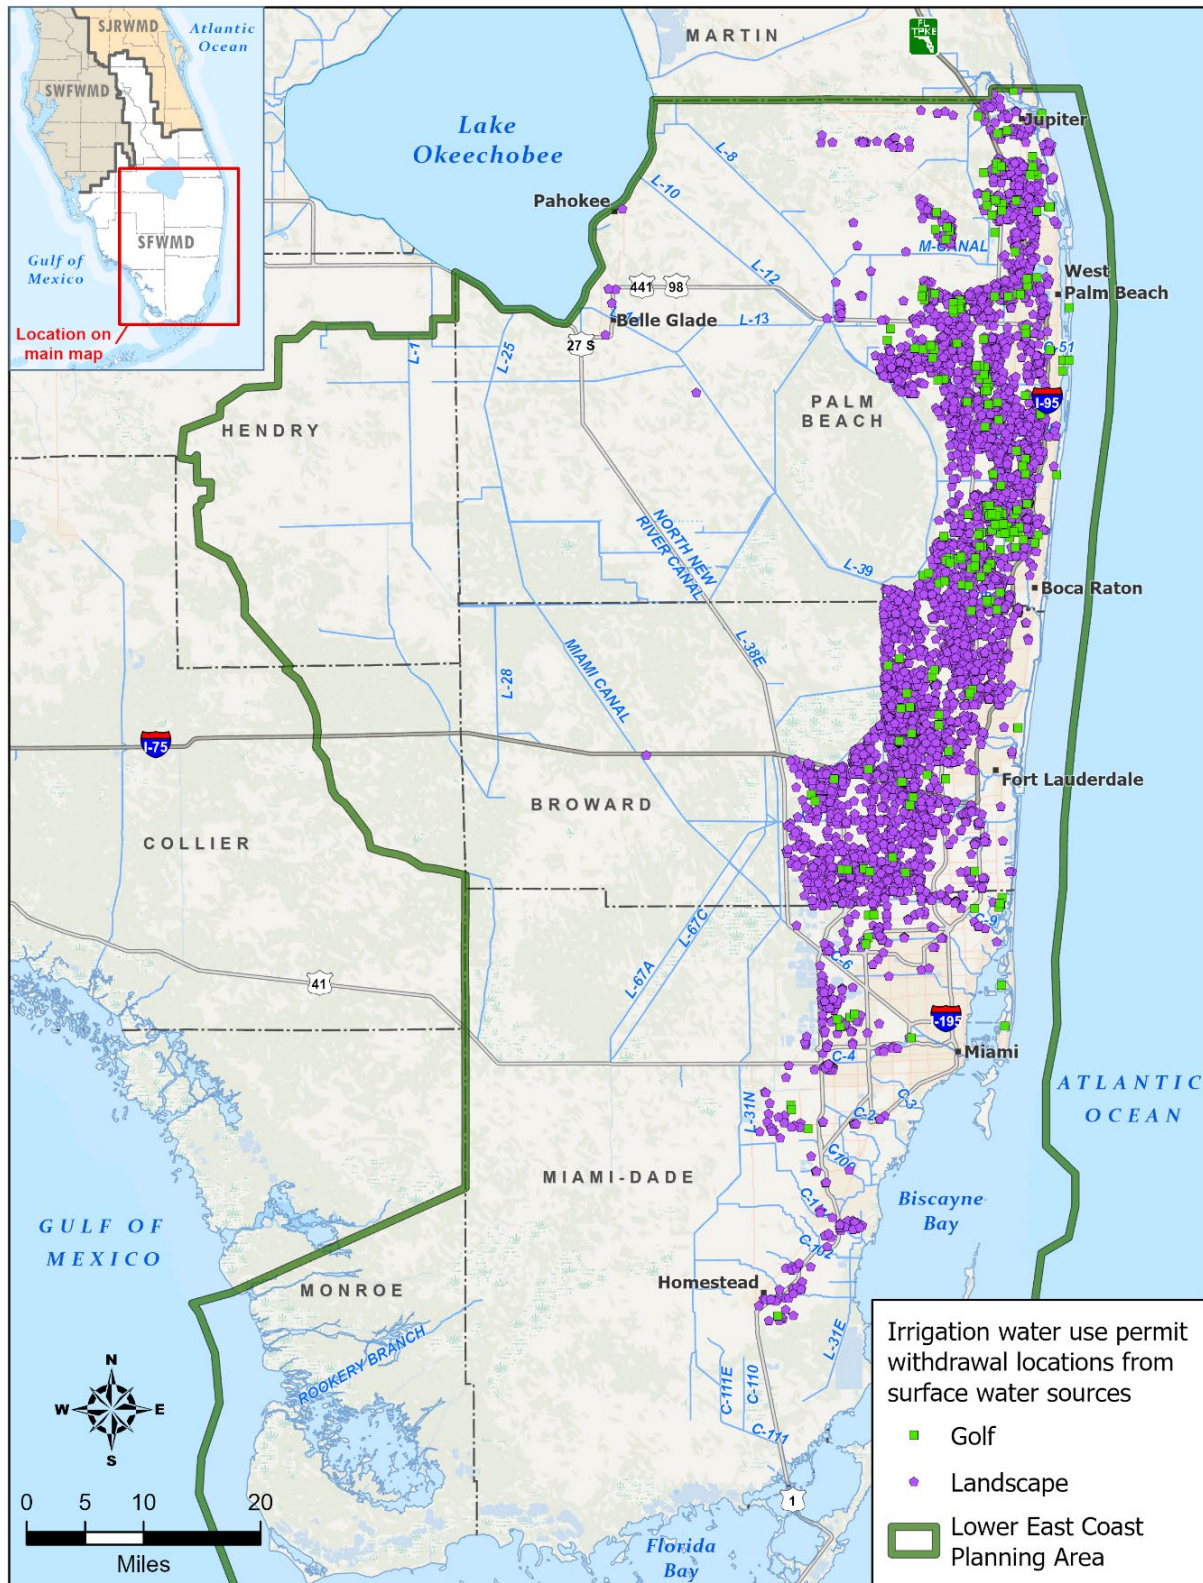 SJRWMD
Atlantic
Ocean
SWFWMD
SFWMD
Gulf of
Mexico
Location on
main map
MARTIN
FL
TPKE
Lake
Okeechobee
Jupiter
L-8
L-10
Pahokee
M-CANAL
West
Palm Beach
L-12
441
98
Belle Glade
L-13
27 S
L-1
L-25
I-95
PALM
BEACH
HENDRY
NORTH NEW
RIVER CANAL
L-39
Boca Raton
L-38E
MIAMI CANAL
L-28
I-75
Fort Lauderdale
BROWARD
COLLIER
L-67C
C-9
L-67A
C-6
41
I-195
C-4
Miami
ATLANTIC
OCEAN
L-31N
C-2
C-3
MIAMI-DADE
Biscayne
Bay
GULF OF
MEXICO
C-102
Homestead
MONROE
ROOKERY BRANCH
L-31E
C-111E
C-110
C-111
1
Florida
Bay
N
W
E
S
0
5
10
20
Miles
Irrigation water use permit
withdrawal locations from
surface water sources
Golf
Landscape
Lower East Coast
Planning Area